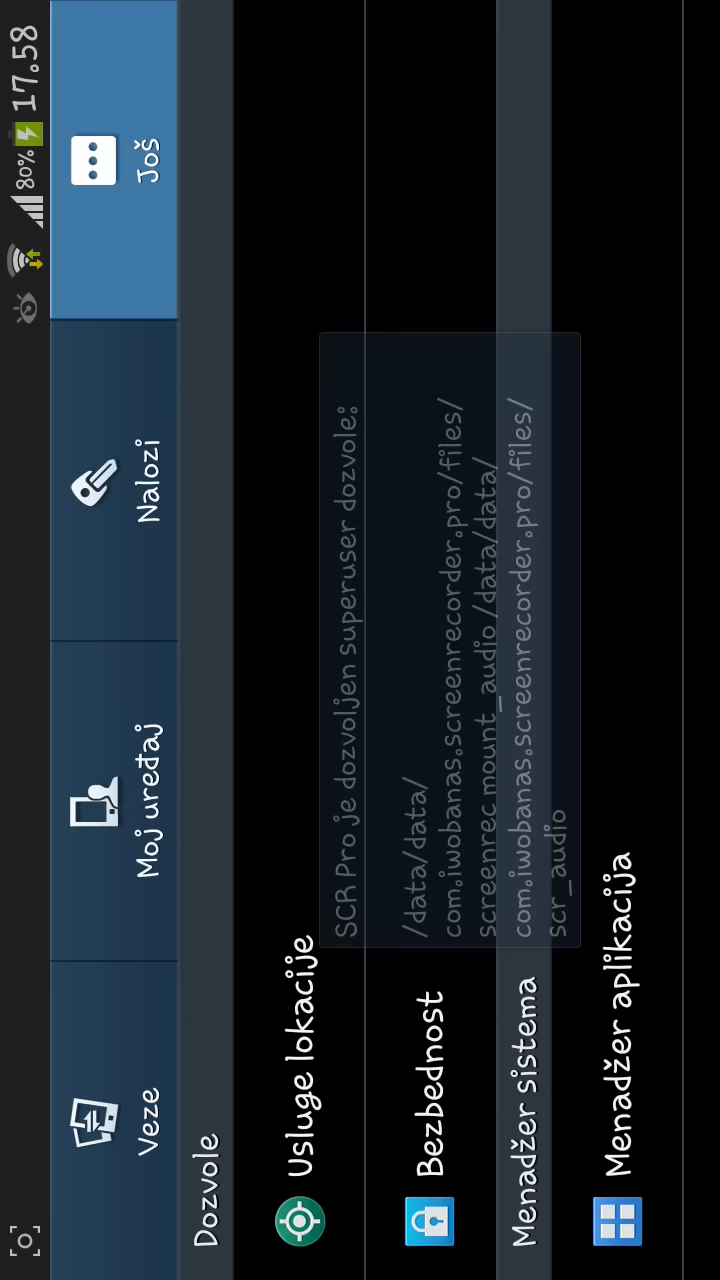 80% 17.58
Veze
Moj uređaj
Nalozi
Još
Dozvole
Usluge lokacije
Bezbednost
Menadžer sistema
Menadžer aplikacija
SCR Pro je dozvoljen superuser dozvole:
/data/data/
com.iwobanas.screenrecorder.pro/files/
screenrec mount_audio /data/data/
com.iwobanas.screenrecorder.pro/files/
scr_audio